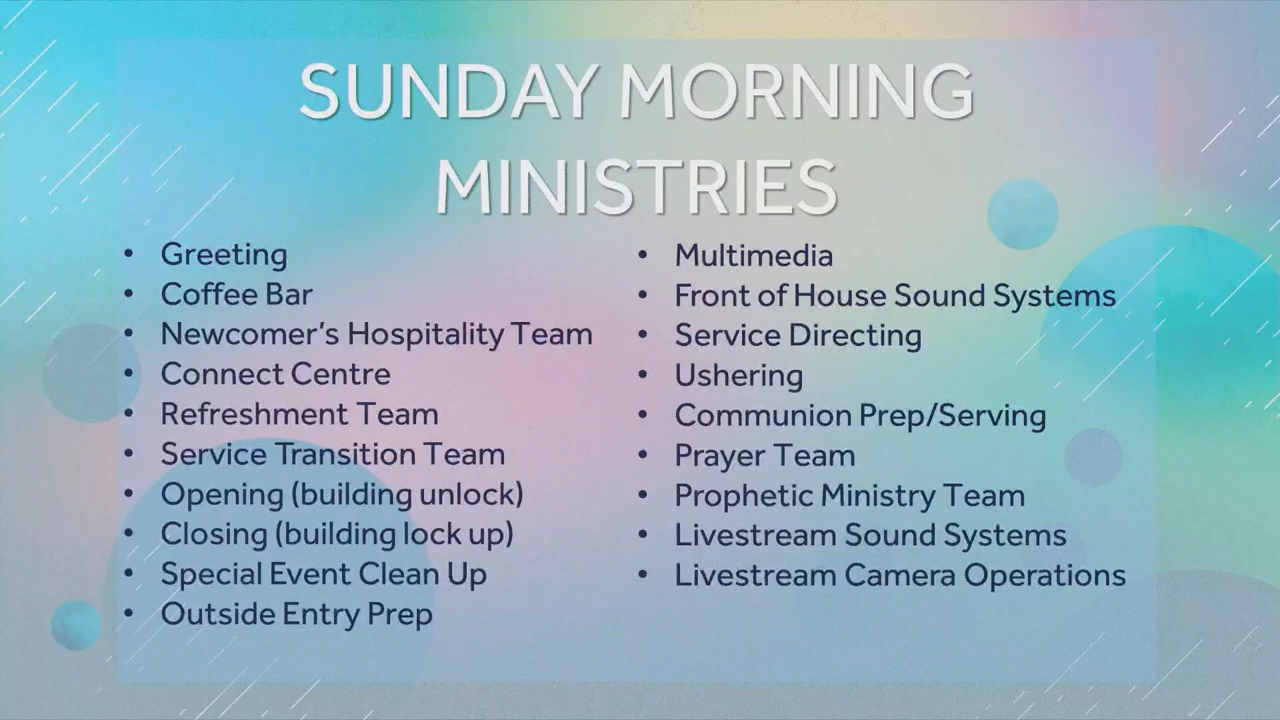 SUNDAY MORNING
MINISTRIES
• Greeting
• Coffee Bar
• Newcomer's Hospitality Team
• Connect Centre
• Refreshment Team
• Service Transition Team
• Opening (building unlock)
• Closing (building lock up)
• Special Event Clean Up
• Outside Entry Prep
• Multimedia
• Front of House Sound Systems
• Service Directing
• Ushering
• Communion Prep/Serving
• Prayer Team
• Prophetic Ministry Team
• Livestream Sound Systems
• Livestream Camera Operations